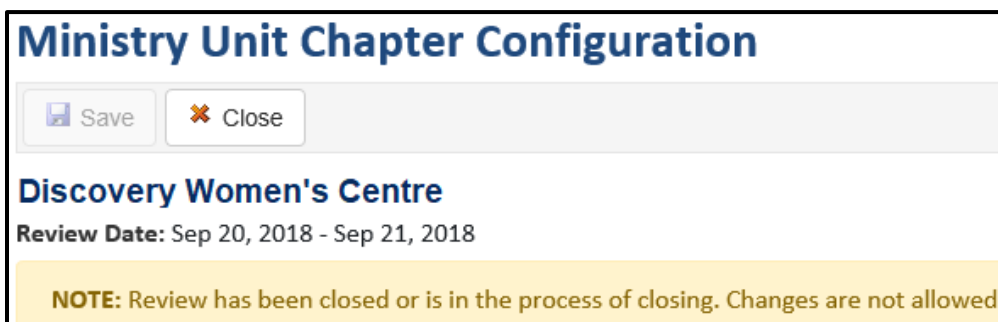 Ministry Unit Chapter Configuration
Save Close
Discovery Women's Centre
Review Date: Sep 20, 2018 - Sep 21, 2018
NOTE: Review has been closed or is in the process of closing. Changes are not allowed